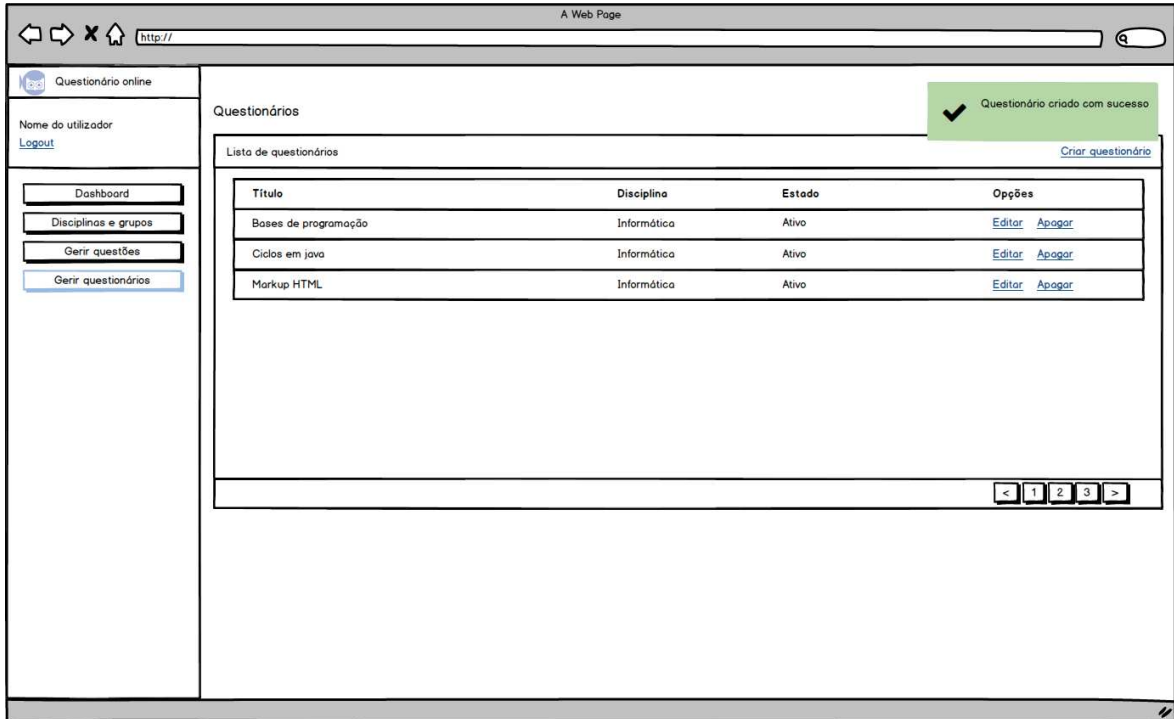 A Web Page
http://
Questionário online
Nome do utilizador
Logout
Dashboard
Disciplinas e grupos
Gerir questões
Gerir questionários
Questionários
Questionário criado com sucesso
Lista de questionários Criar questionário
Título Disciplina Estado Opções
Bases de programação Informática Ativo Editar Apagar
Ciclos em java Informática Ativo Editar Apagar
Markup HTML Informática Ativo Editar Apagar
< 1 2 3 >